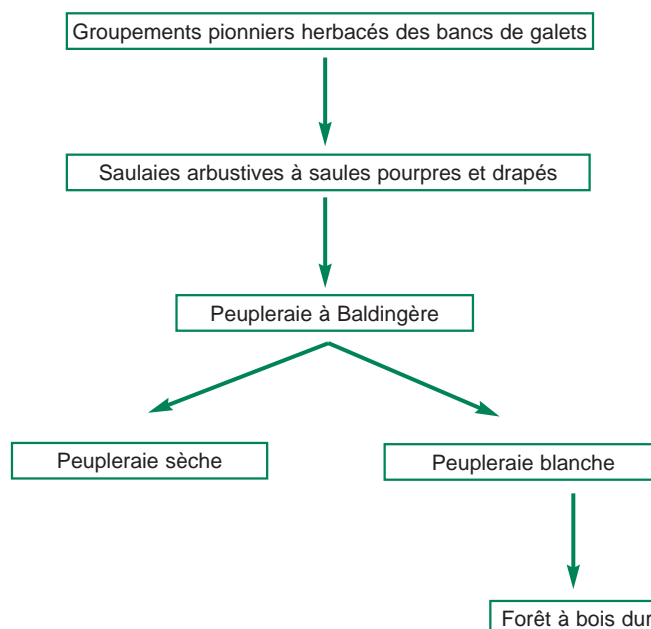 Groupements pionniers herbacés des bancs de galets
Saulaies arbustives à saules pourpres et drapés
Peupleraie à Baldingère
Peupleraie sèche
Peupleraie blanche
Forêt à bois dur